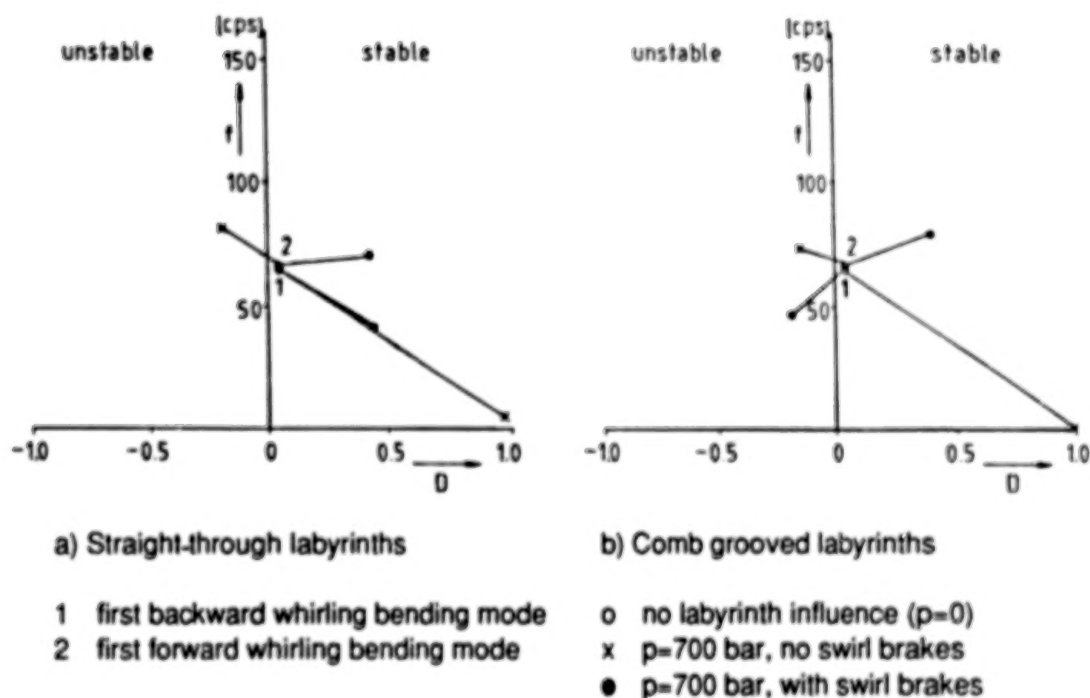 (cps) (cps)
unstable stable unstable stable
150 150
f f
100 100
2 2
1 1
50 50
-1.0 -0.5 0 0.5 1.0 -1.0 -0.5 0 0.5 1.0
D D
a) Straight-through labyrinths b) Comb grooved labyrinths
1 first backward whirling bending mode o no labyrinth influence (p=0)
2 first forward whirling bending mode x p=700 bar, no swirl brakes
● p=700 bar, with swirl brakes